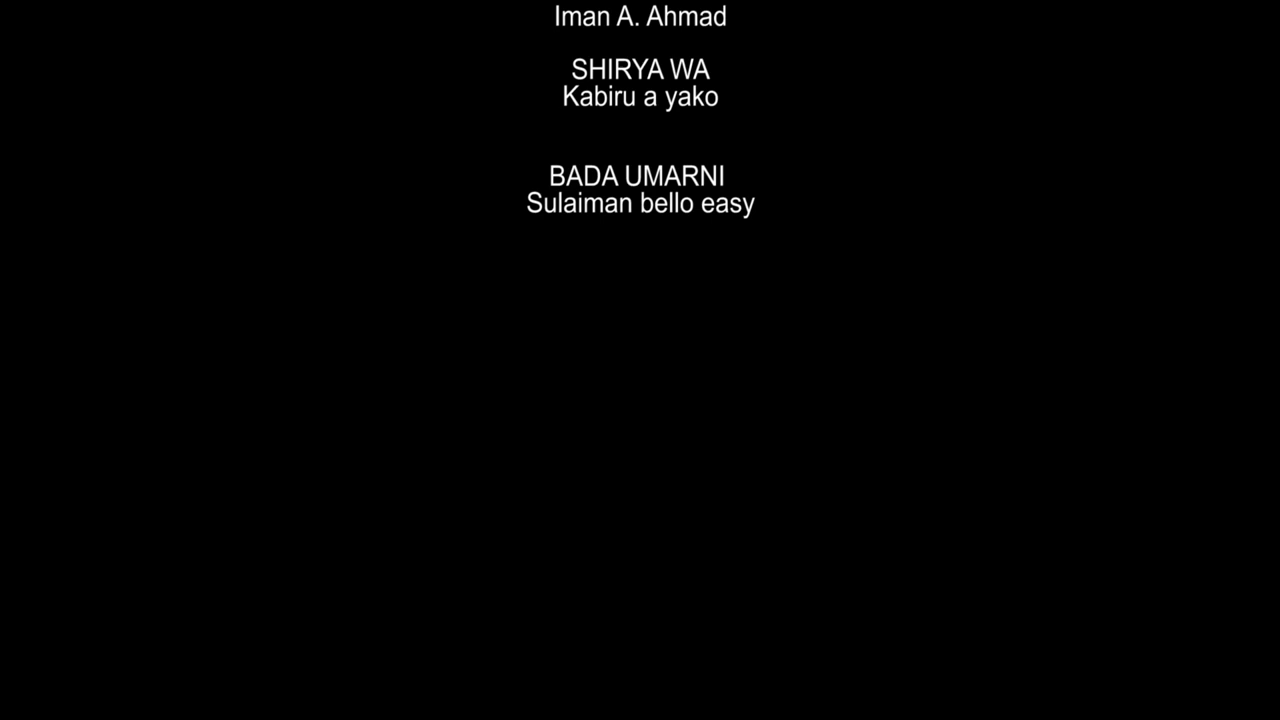 Iman A. Ahmad
SHIRYA WA
Kabiru a yako
BADA UMARNI
Sulaiman bello easy